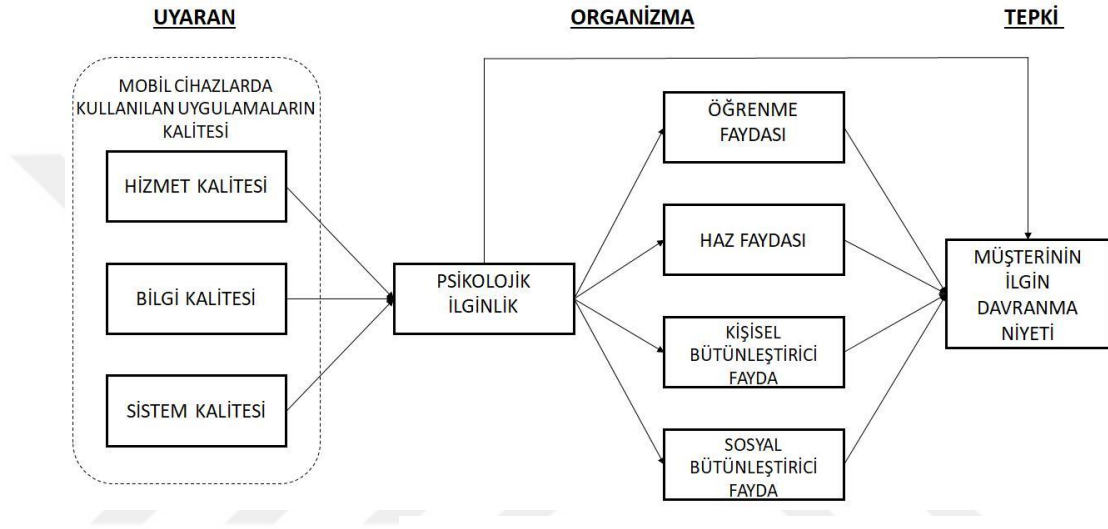 UYARAN
ORGANİZMA
TEPKİ
MOBİL CİHAZLARDA
KULLANILAN UYGULAMALARIN
KALİTESİ
HİZMET KALİTESİ
BİLGİ KALİTESİ
SİSTEM KALİTESİ
PSİKOLOJİK
İLGİNLİK
ÖĞRENME
FAYDASI
HAZ FAYDASI
KİŞİSEL
BÜTÜNLEŞTİRİCİ
FAYDA
SOSYAL
BÜTÜNLEŞTİRİCİ
FAYDA
MÜŞTERİNİN
İLGİN
DAVRANMA
NİYETİ